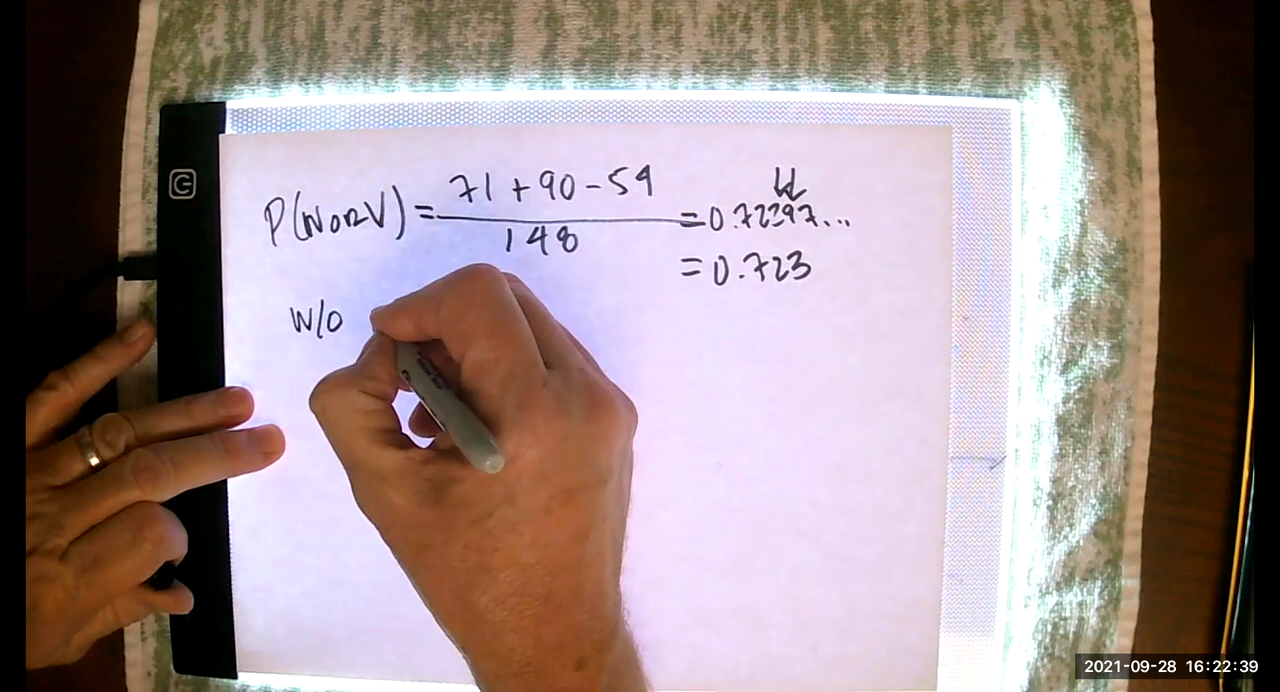 P(N OR V) = 71 + 90 - 54
148
= 0.72297...
= 0.723
W/O
2021-09-28 16:22:39